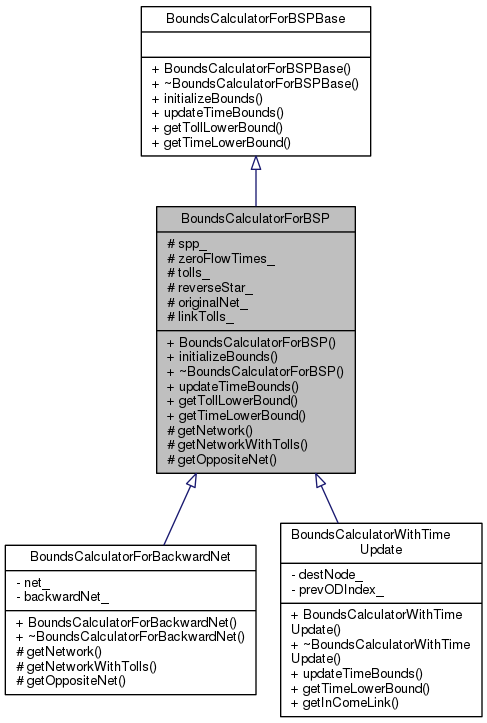 BoundsCalculatorForBSPBase
+ BoundsCalculatorForBSPBase()
+ ~BoundsCalculatorForBSPBase()
+ initializeBounds()
+ updateTimeBounds()
+ getTollLowerBound()
+ getTimeLowerBound()
BoundsCalculatorForBSP
# spp_
# zeroFlowTimes_
# tolls_
# reverseStar_
# originalNet_
# linkTolls_
+ BoundsCalculatorForBSP()
+ initializeBounds()
+ ~BoundsCalculatorForBSP()
+ updateTimeBounds()
+ getTollLowerBound()
+ getTimeLowerBound()
# getNetwork()
# getNetworkWithTolls()
# getOppositeNet()
BoundsCalculatorForBackwardNet
- net_
- backwardNet_
+ BoundsCalculatorForBackwardNet()
+ ~BoundsCalculatorForBackwardNet()
# getNetwork()
# getNetworkWithTolls()
# getOppositeNet()
BoundsCalculatorWithTime
Update
- destNode_
- prevODIndex_
+ BoundsCalculatorWithTime
Update()
+ ~BoundsCalculatorWithTime
Update()
+ updateTimeBounds()
+ getTimeLowerBound()
+ getInComeLink()